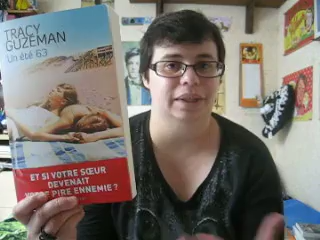 TRACY
GUZEMAN
Un été 63
ET SI VOTRE SŒUR
DEVENAIT
VOTRE PIRE ENNEMIE ?